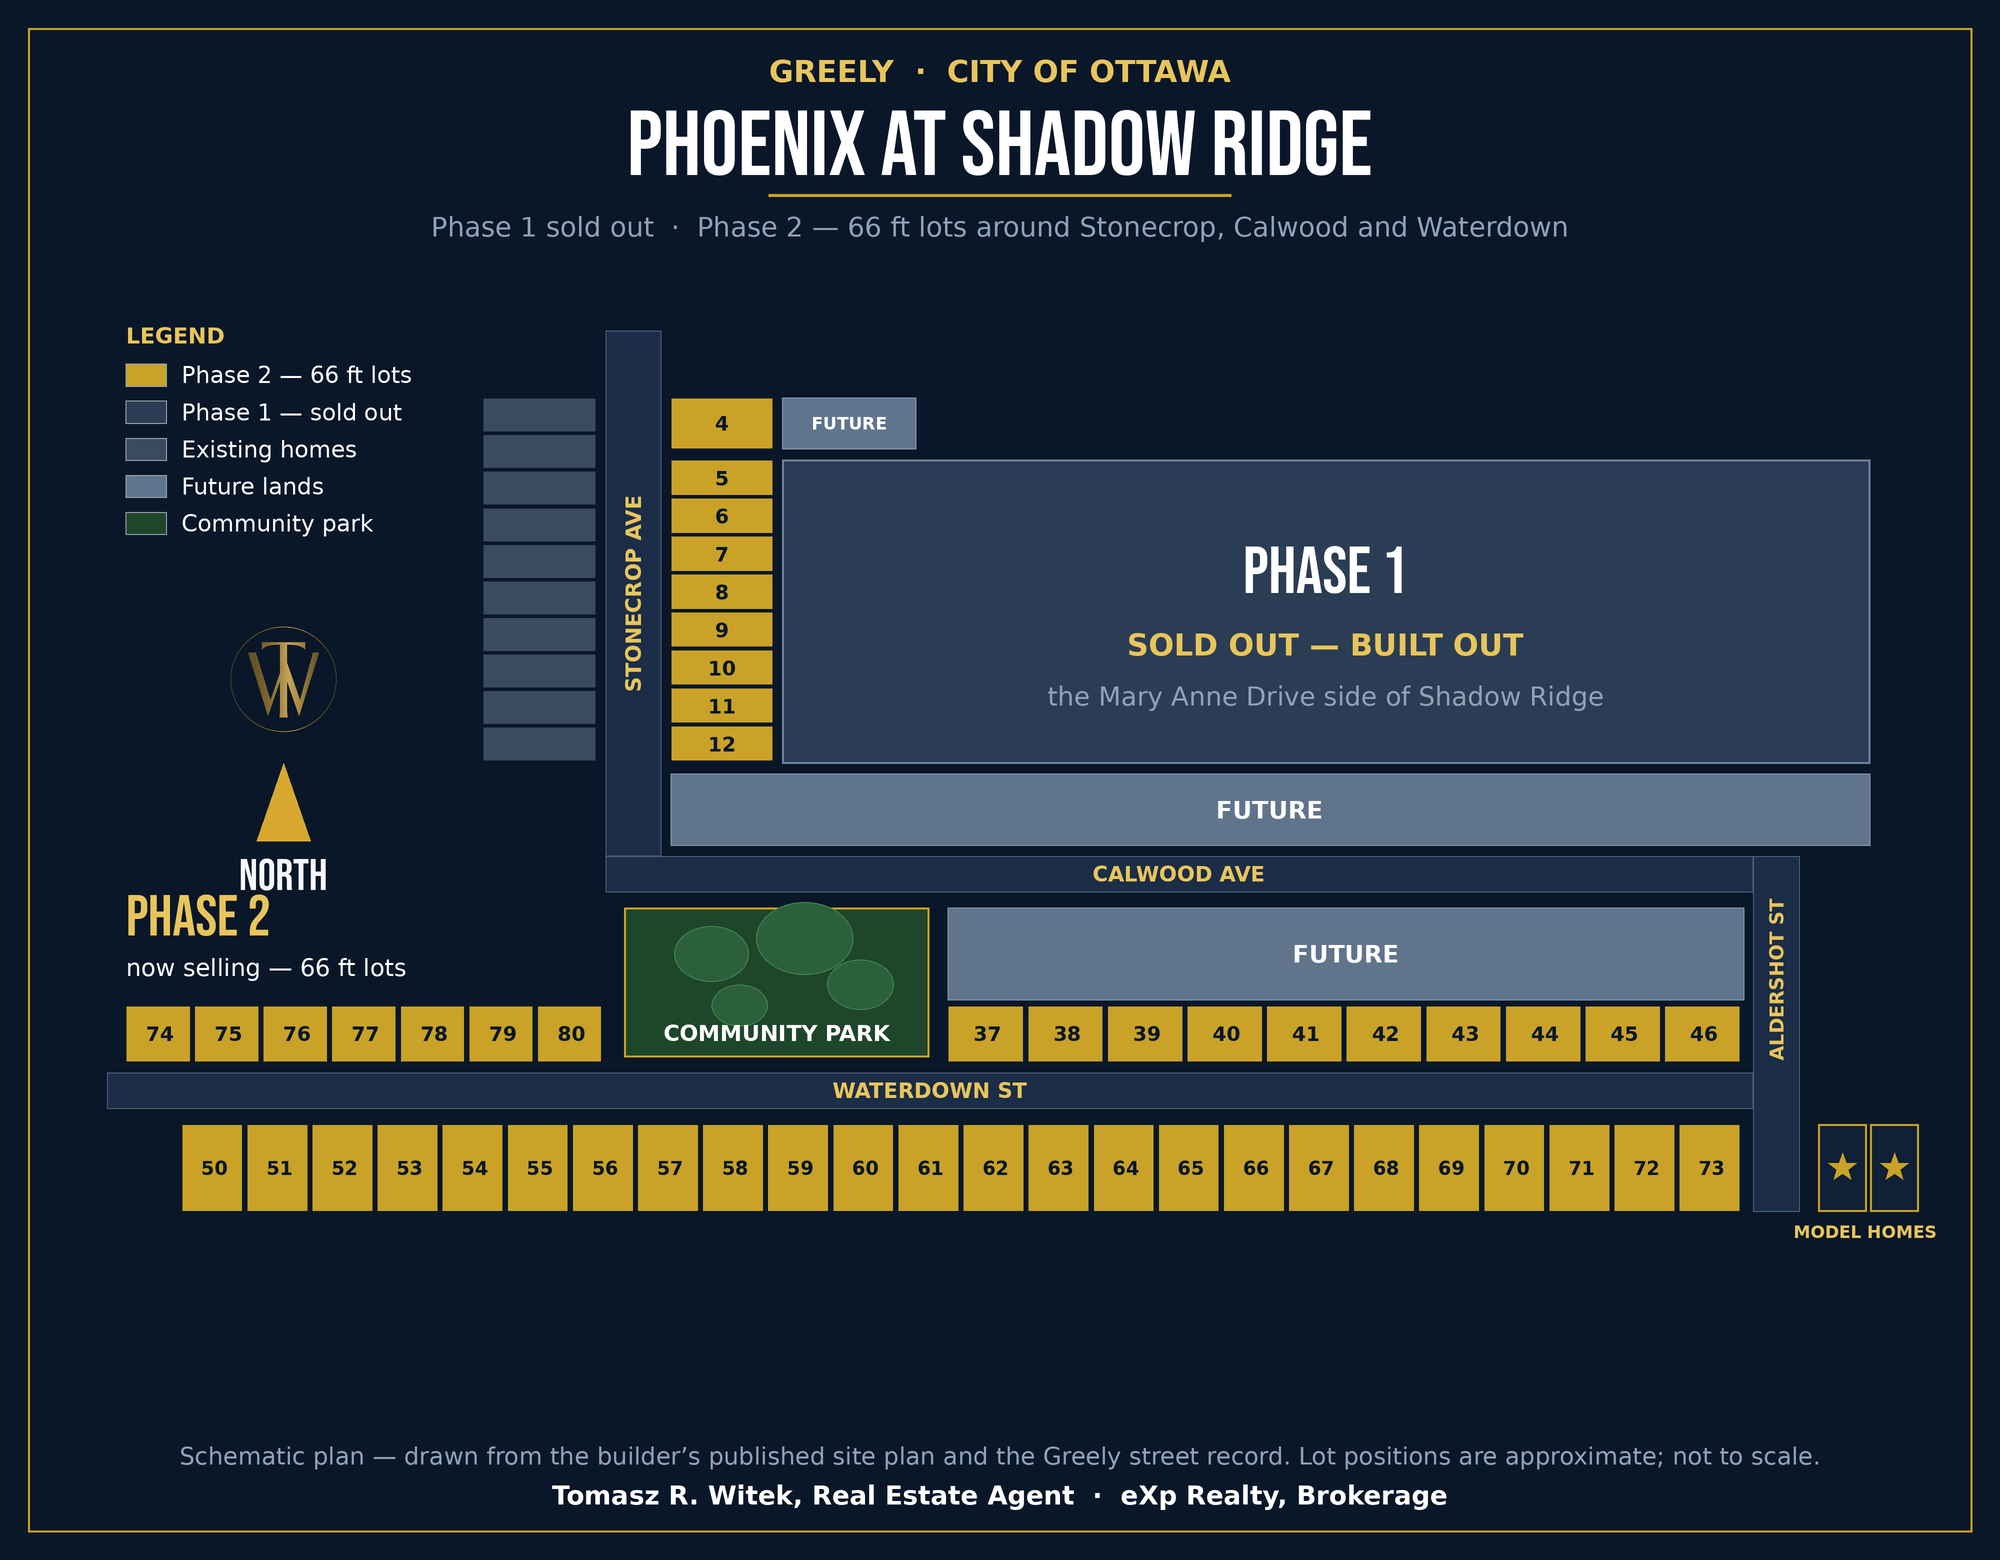 GREELY · CITY OF OTTAWA
PHOENIX AT SHADOW RIDGE
Phase 1 sold out · Phase 2 — 66 ft lots around Stonecrop, Calwood and Waterdown
LEGEND
Phase 2 — 66 ft lots
Phase 1 — sold out
Existing homes
Future lands
Community park
STONECROP AVE
4
FUTURE
5
6
7
8
9
10
11
12
PHASE 1
SOLD OUT — BUILT OUT
the Mary Anne Drive side of Shadow Ridge
TW
NORTH
FUTURE
CALWOOD AVE
PHASE 2
now selling — 66 ft lots
FUTURE
ALDERSHOT ST
74 75 76 77 78 79 80
COMMUNITY PARK
37 38 39 40 41 42 43 44 45 46
WATERDOWN ST
50 51 52 53 54 55 56 57 58 59 60 61 62 63 64 65 66 67 68 69 70 71 72 73
MODEL HOMES
Schematic plan — drawn from the builder’s published site plan and the Greely street record. Lot positions are approximate; not to scale.
Tomasz R. Witek, Real Estate Agent · eXp Realty, Brokerage